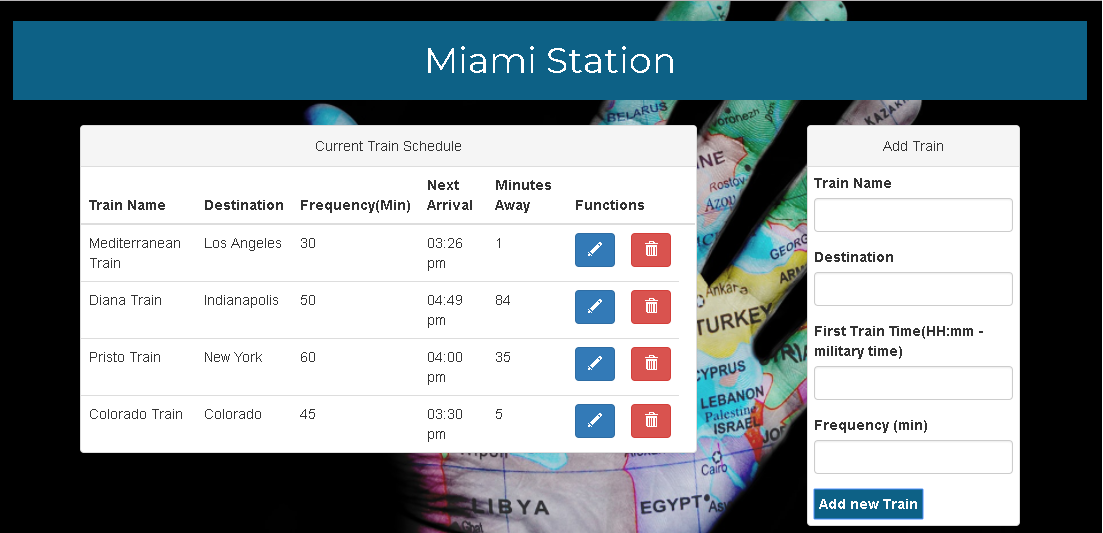 Miami Station
Current Train Schedule
Train Name Destination Frequency(Min) Next Arrival Minutes Away Functions
Mediterranean Train Los Angeles 30 03:26 pm 1
Diana Train Indianapolis 50 04:49 pm 84
Pristo Train New York 60 04:00 pm 35
Colorado Train Colorado 45 03:30 pm 5
Add Train
Train Name
Destination
First Train Time(HH:mm -
military time)
Frequency (min)
Add new Train
BELARUS
Voronezh
KAZAK
NE
Rostov
Azou
GEORG
ARM
Ankara
TURKEY
YRIA
CYPRUS
LEBANON
Palestine
ISRAEL
JOR
Cairo
LIBYA
EGYPT